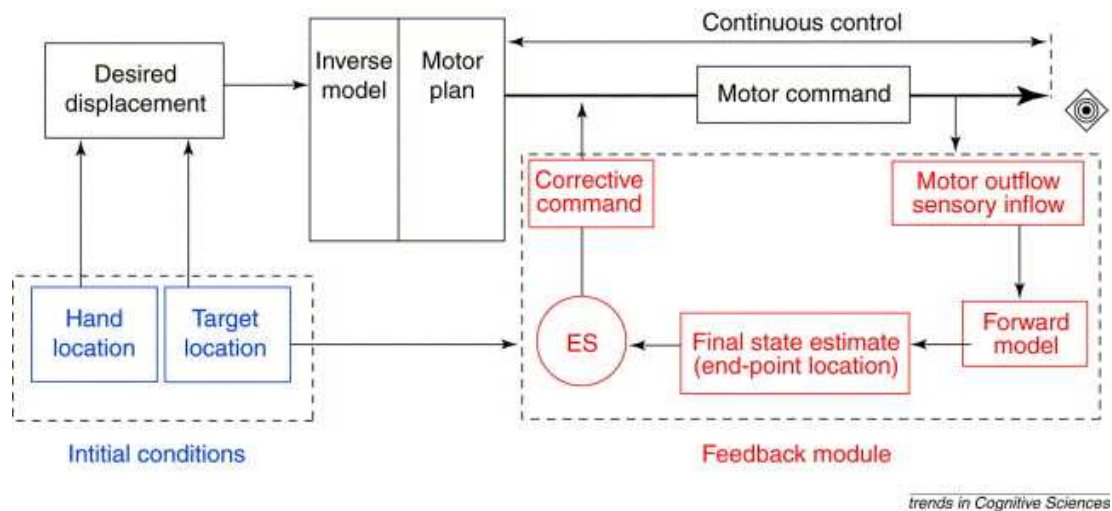 Continuous control
Desired
displacement
Inverse
model
Motor
plan
Motor command
Corrective
command
Motor outflow
sensory inflow
Hand
location
Target
location
ES
Final state estimate
(end-point location)
Forward
model
Intitial conditions
Feedback module
trends in Cognitive Sciences